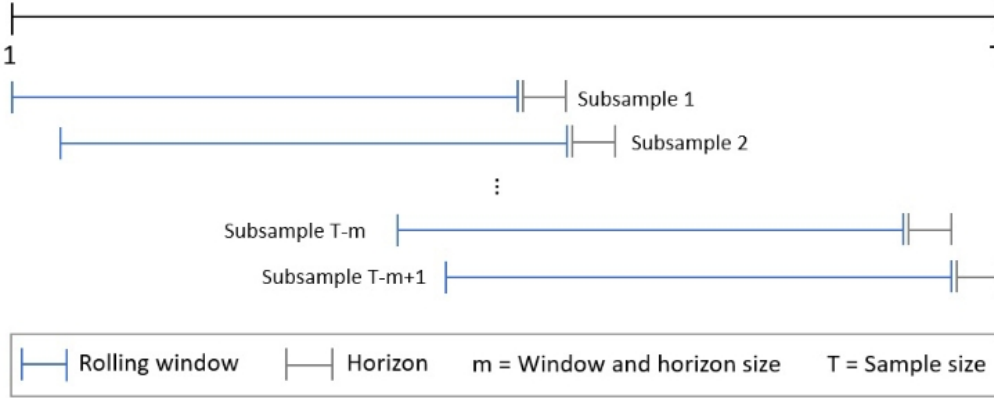 1
Subsample 1
Subsample 2
⋮
Subsample T-m
Subsample T-m+1
Rolling window Horizon m = Window and horizon size T = Sample size